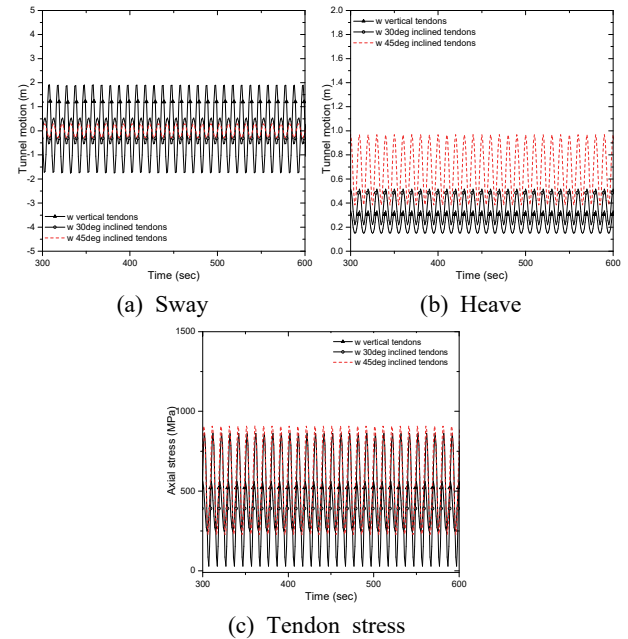 5
4
3
2
1
0
-1
-2
-3
-4
-5
Tunnel motion (m)
w vertical tendons
w 30deg inclined tendons
w 45deg inclined tendons
300 400 500 600
Time (sec)
(a) Sway
2.0
1.8
1.6
1.4
1.2
1.0
0.8
0.6
0.4
0.2
0.0
Tunnel motion (m)
w vertical tendons
w 30deg inclined tendons
w 45deg inclined tendons
300 400 500 600
Time (sec)
(b) Heave
1500
1000
500
0
Axial stress (MPa)
w vertical tendons
w 30deg inclined tendons
w 45deg inclined tendons
300 400 500 600
Time (sec)
(c) Tendon stress